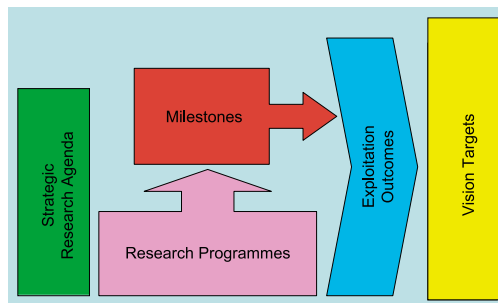 Strategic
Research Agenda
Milestones
Research Programmes
Exploitation
Outcomes
Vision Targets